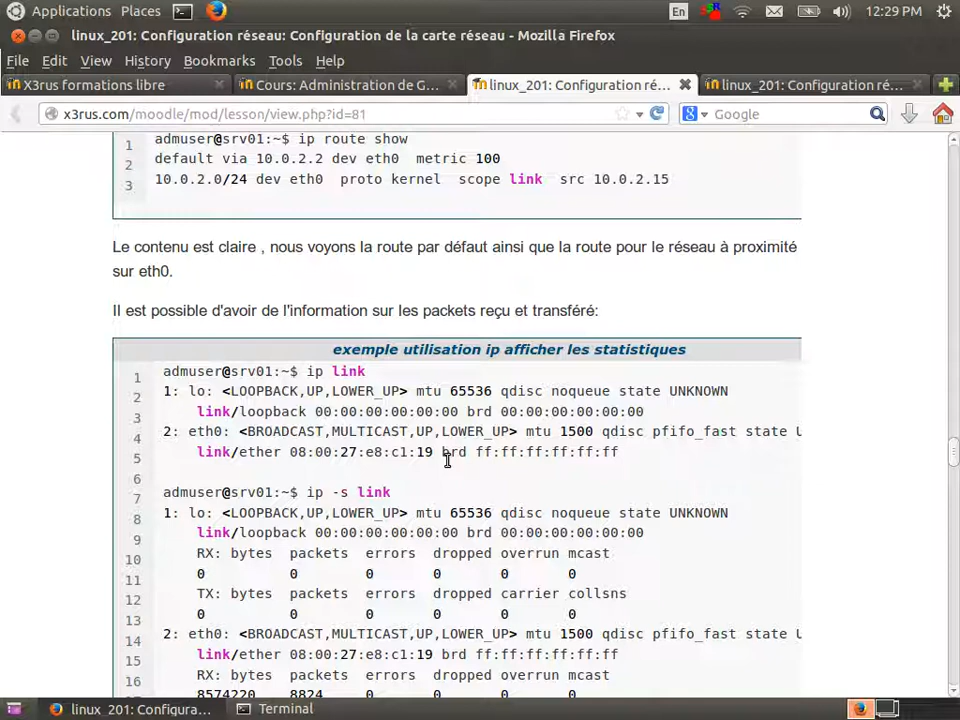 Applications Places En 12:29 PM
linux_201: Configuration réseau: Configuration de la carte réseau - Mozilla Firefox
File Edit View History Bookmarks Tools Help
X3rus formations libre Cours: Administration de G... linux_201: Configuration ré... linux_201: Configuration ré...
x3rus.com/moodle/mod/lesson/view.php?id=81 Google
1 admuser@srv01:~$ ip route show
2 default via 10.0.2.2 dev eth0 metric 100
3 10.0.2.0/24 dev eth0 proto kernel scope link src 10.0.2.15
Le contenu est claire , nous voyons la route par défaut ainsi que la route pour le réseau à proximité
sur eth0.
Il est possible d'avoir de l'information sur les packets reçu et transféré:
exemple utilisation ip afficher les statistiques
1 admuser@srv01:~$ ip link
2 1: lo: <LOOPBACK,UP,LOWER_UP> mtu 65536 qdisc noqueue state UNKNOWN
3 link/loopback 00:00:00:00:00:00 brd 00:00:00:00:00:00
4 2: eth0: <BROADCAST,MULTICAST,UP,LOWER_UP> mtu 1500 qdisc pfifo_fast state U
5 link/ether 08:00:27:e8:c1:19 brd ff:ff:ff:ff:ff:ff
6
7 admuser@srv01:~$ ip -s link
8 1: lo: <LOOPBACK,UP,LOWER_UP> mtu 65536 qdisc noqueue state UNKNOWN
9 link/loopback 00:00:00:00:00:00 brd 00:00:00:00:00:00
10 RX: bytes packets errors dropped overrun mcast
11 0 0 0 0 0 0
12 TX: bytes packets errors dropped carrier collsns
13 0 0 0 0 0 0
14 2: eth0: <BROADCAST,MULTICAST,UP,LOWER_UP> mtu 1500 qdisc pfifo_fast state U
15 link/ether 08:00:27:e8:c1:19 brd ff:ff:ff:ff:ff:ff
16 RX: bytes packets errors dropped overrun mcast
8574220 8824 0 0 0 0
linux_201: Configura... Terminal